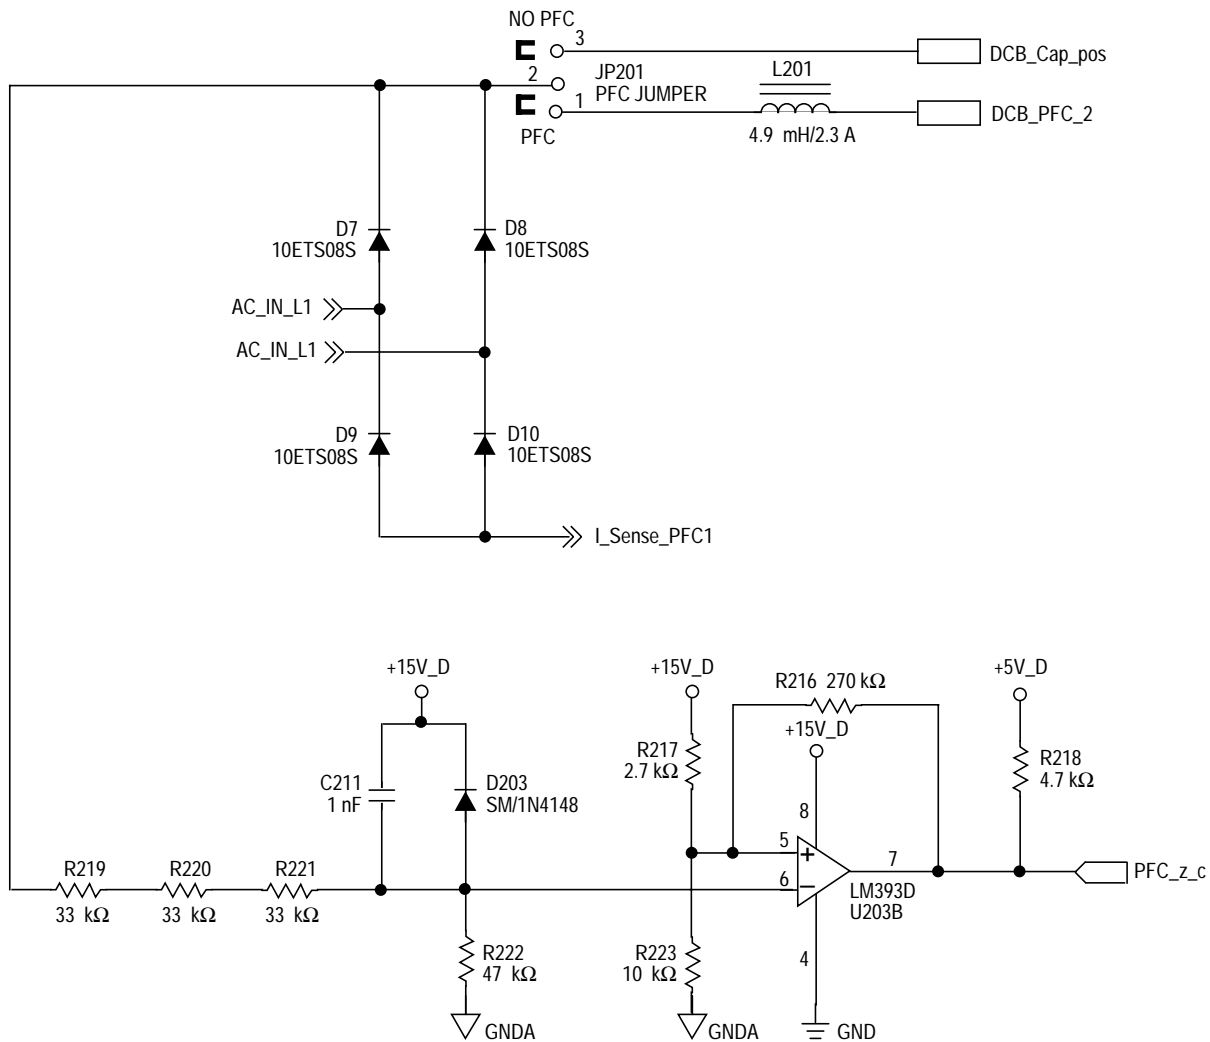 NO PFC
3
DCB_Cap_pos
2
JP201
PFC JUMPER
L201
1
DCB_PFC_2
PFC
4.9 mH/2.3 A
D7
10ETS08S
D8
10ETS08S
AC_IN_L1
AC_IN_L1
D9
10ETS08S
D10
10ETS08S
I_Sense_PFC1
+15V_D
+15V_D
R216 270 kΩ
+5V_D
+15V_D
R217
2.7 kΩ
R218
4.7 kΩ
C211
1 nF
D203
SM/1N4148
8
5
+
7
6
−
LM393D
U203B
PFC_z_c
R219
33 kΩ
R220
33 kΩ
R221
33 kΩ
R222
47 kΩ
R223
10 kΩ
4
GNDA
GNDA
GND